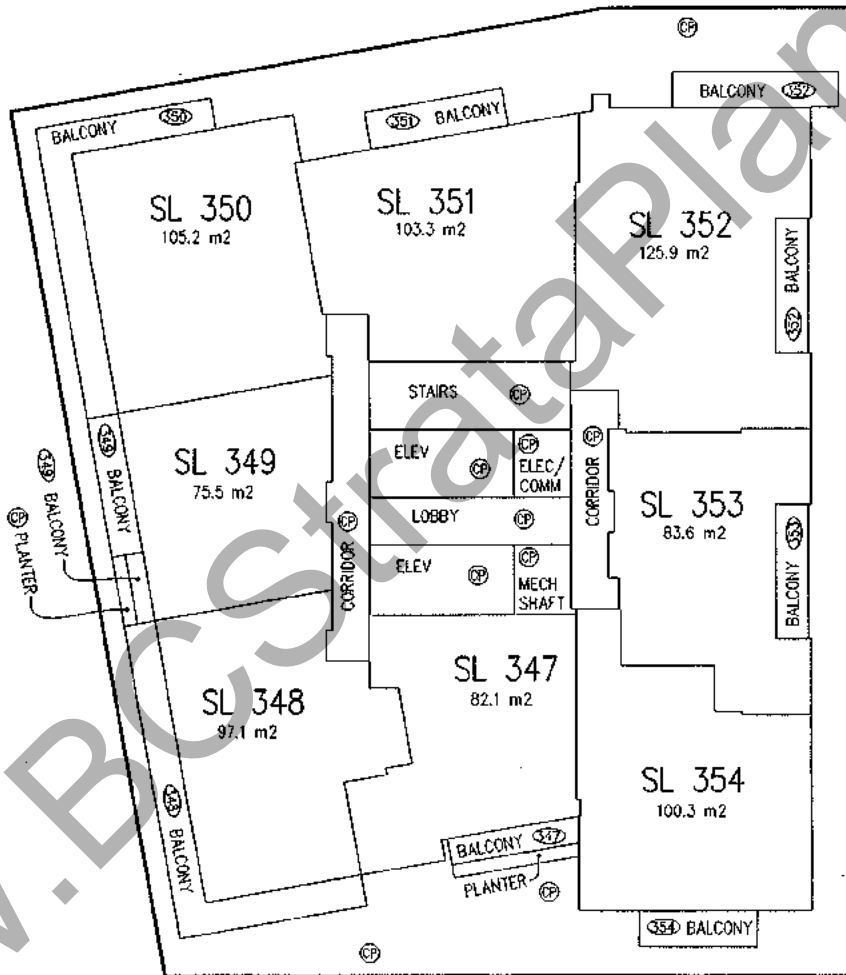 CP
BALCONY 352
BALCONY 350
351 BALCONY
SL 350
105.2 m2
SL 351
103.3 m2
SL 352
125.9 m2
BALCONY 352
STAIRS CP
ELEV CP
CP ELEC/
COMM
LOBBY CP
ELEV CP
CP MECH
SHAFT
CORRIDOR CP
CORRIDOR CP
349 BALCONY
349 BALCONY
CP PLANTER
SL 349
75.5 m2
SL 353
83.6 m2
BALCONY 353
SL 347
82.1 m2
SL 348
97.1 m2
348 BALCONY
SL 354
100.3 m2
BALCONY 347
PLANTER CP
354 BALCONY
CP
.BCStrataPlan